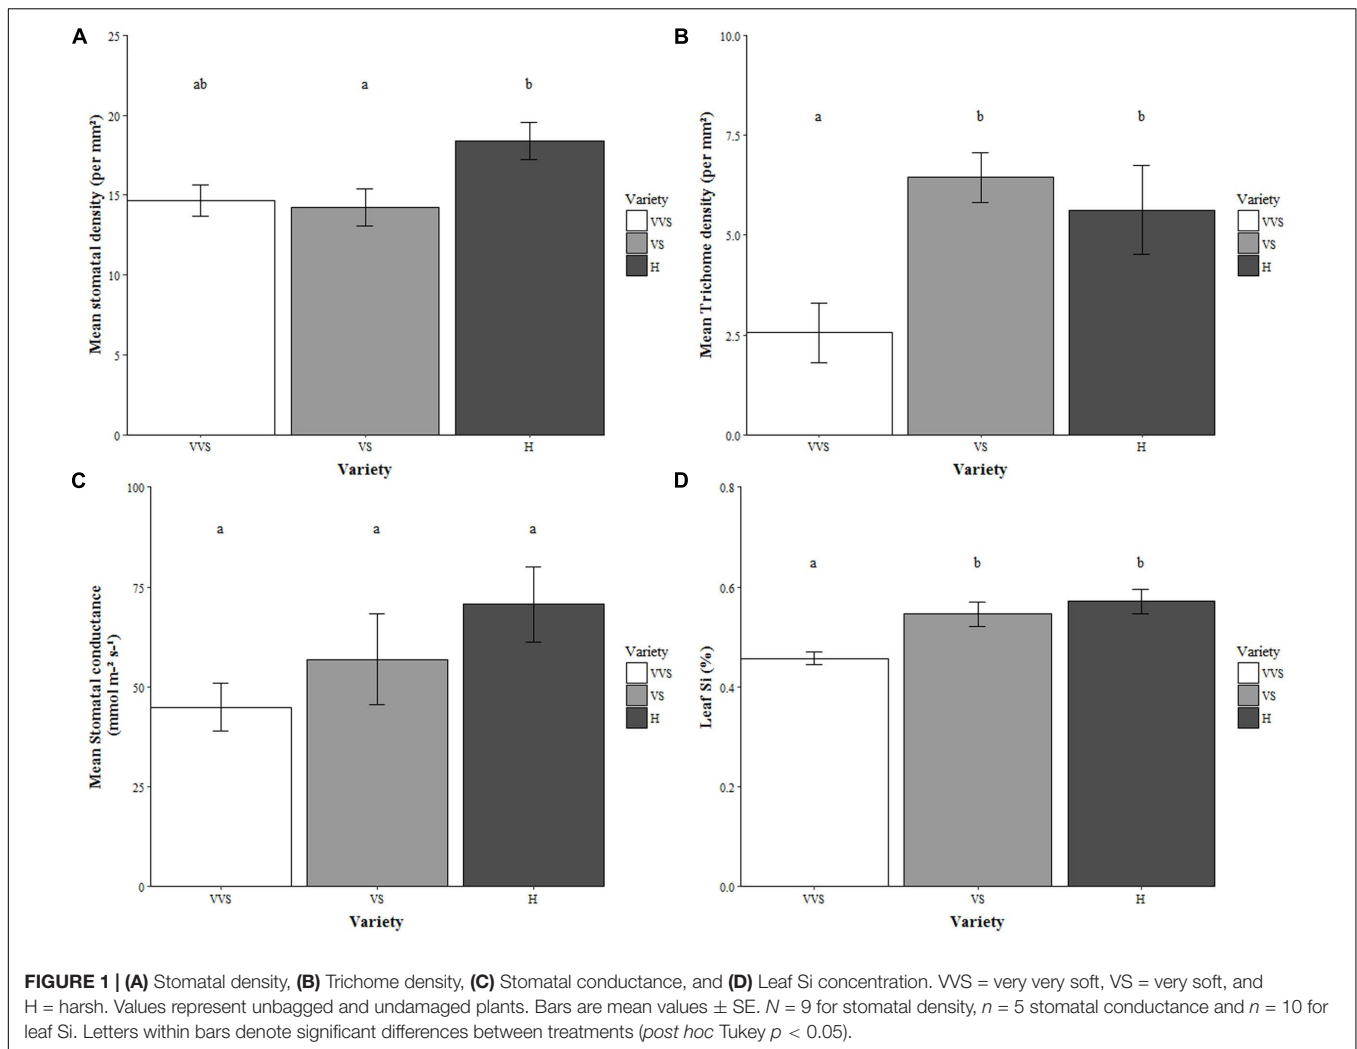 A
25
20
15
10
5
0
Mean stomatal density (per mm²)
ab
a
b
VVS
VS
H
Variety
Variety
VVS
VS
H
B
10.0
7.5
5.0
2.5
0.0
Mean Trichome density (per mm²)
a
b
b
VVS
VS
H
Variety
Variety
VVS
VS
H
C
100
75
50
25
0
Mean Stomatal conductance
(mmol m-² s-¹)
a
a
a
VVS
VS
H
Variety
Variety
VVS
VS
H
D
0.8
0.6
0.4
0.2
0.0
Leaf Si (%)
a
b
b
VVS
VS
H
Variety
Variety
VVS
VS
H
FIGURE 1 | (A) Stomatal density, (B) Trichome density, (C) Stomatal conductance, and (D) Leaf Si concentration. VVS = very very soft, VS = very soft, and
H = harsh. Values represent unbagged and undamaged plants. Bars are mean values ± SE. N = 9 for stomatal density, n = 5 stomatal conductance and n = 10 for
leaf Si. Letters within bars denote significant differences between treatments (post hoc Tukey p < 0.05).